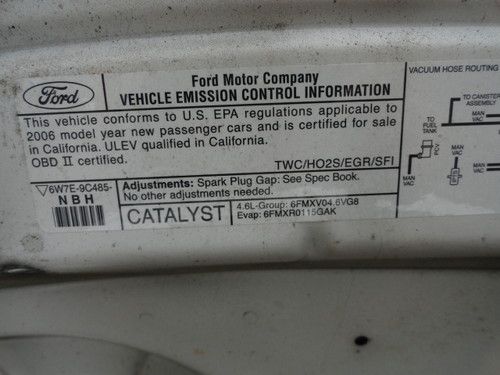 Ford
Ford Motor Company
VEHICLE EMISSION CONTROL INFORMATION
This vehicle conforms to U.S. EPA regulations applicable to
2006 model year new passenger cars and is certified for sale
in California. ULEV qualified in California.
OBD II certified.
TWC/HO2S/EGR/SFI
6W7E-9C485-
NBH
Adjustments: Spark Plug Gap: See Spec Book.
No other adjustments needed.
CATALYST
4.6L-Group: 6FMXV04.6VG8
Evap: 6FMXR0115GAK
VACUUM HOSE ROUTING
TO CANISTER
ASSEMBLY
TO
FUEL
TANK
MAN
VAC
PCV
MAN
VAC
MAN
VAC